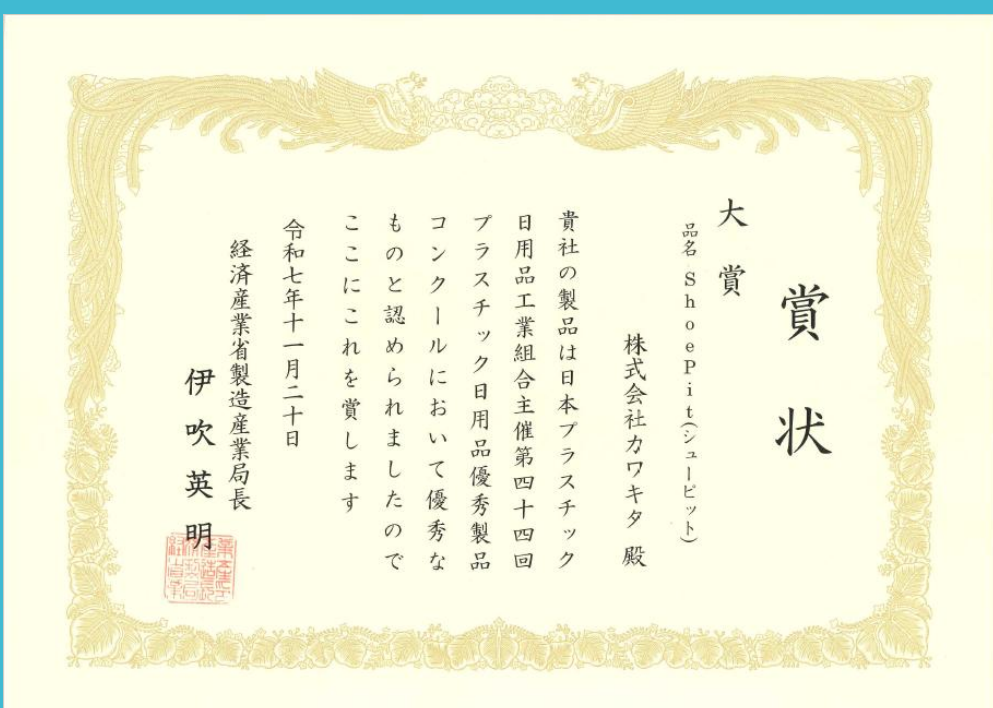 賞状
大賞
品名 ShoePit(シューピット)
株式会社カワキタ 殿
貴社の製品は日本プラスチック
日用品工業組合主催第四十四回
プラスチック日用品優秀製品
コンクールにおいて優秀な
ものと認められましたので
ここにこれを賞します
令和七年十一月二十日
経済産業省製造産業局長
伊吹英明